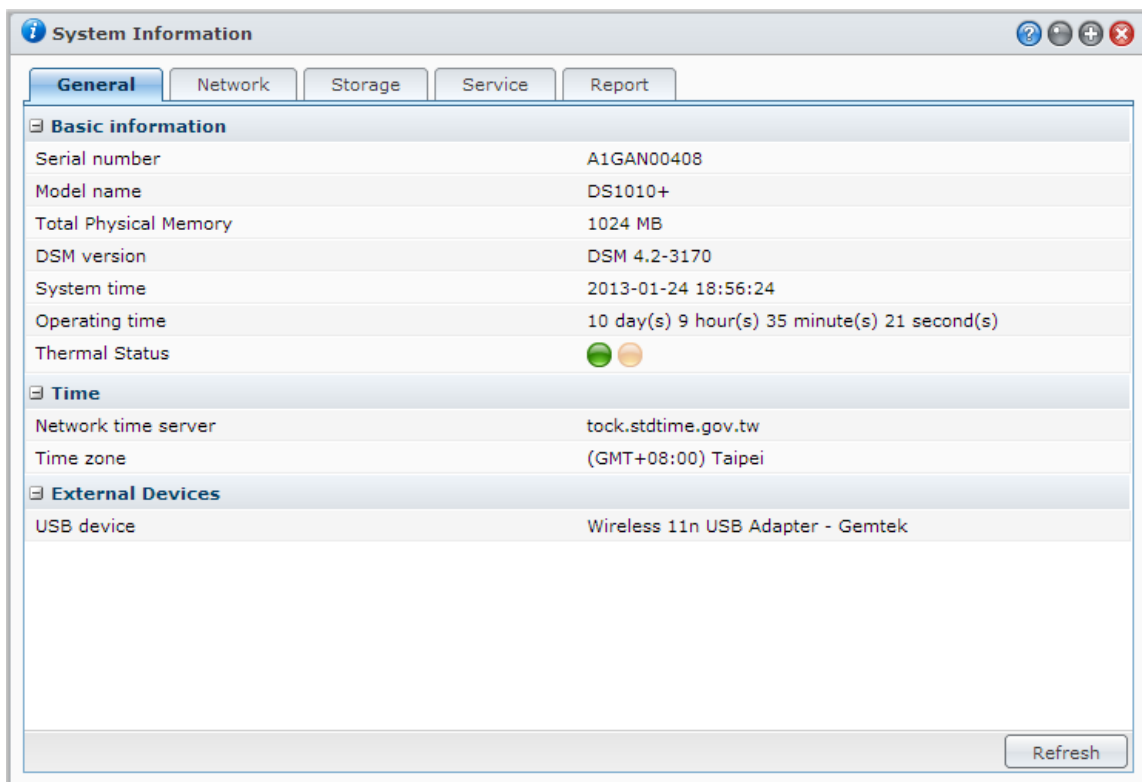 System Information
General Network Storage Service Report
Basic information
Serial number A1GAN00408
Model name DS1010+
Total Physical Memory 1024 MB
DSM version DSM 4.2-3170
System time 2013-01-24 18:56:24
Operating time 10 day(s) 9 hour(s) 35 minute(s) 21 second(s)
Thermal Status
Time
Network time server tock.stdtime.gov.tw
Time zone (GMT+08:00) Taipei
External Devices
USB device Wireless 11n USB Adapter - Gemtek
Refresh